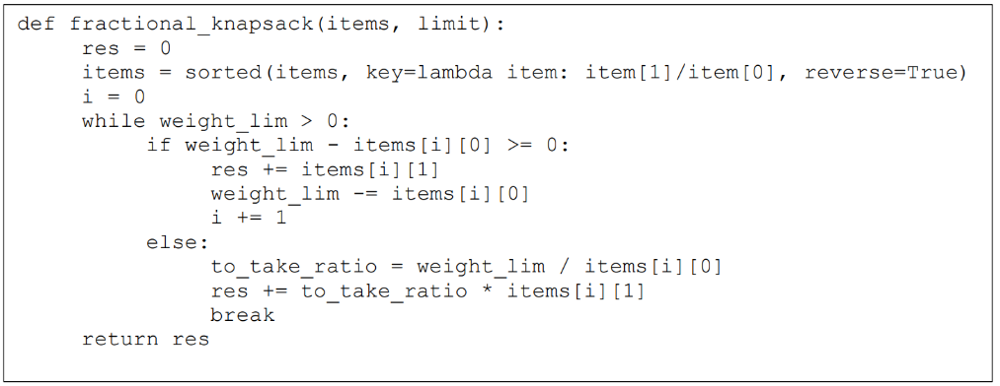 def fractional_knapsack(items, limit):
    res = 0
    items = sorted(items, key=lambda item: item[1]/item[0], reverse=True)
    i = 0
    while weight_lim > 0:
        if weight_lim - items[i][0] >= 0:
            res += items[i][1]
            weight_lim -= items[i][0]
            i += 1
        else:
            to_take_ratio = weight_lim / items[i][0]
            res += to_take_ratio * items[i][1]
            break
    return res